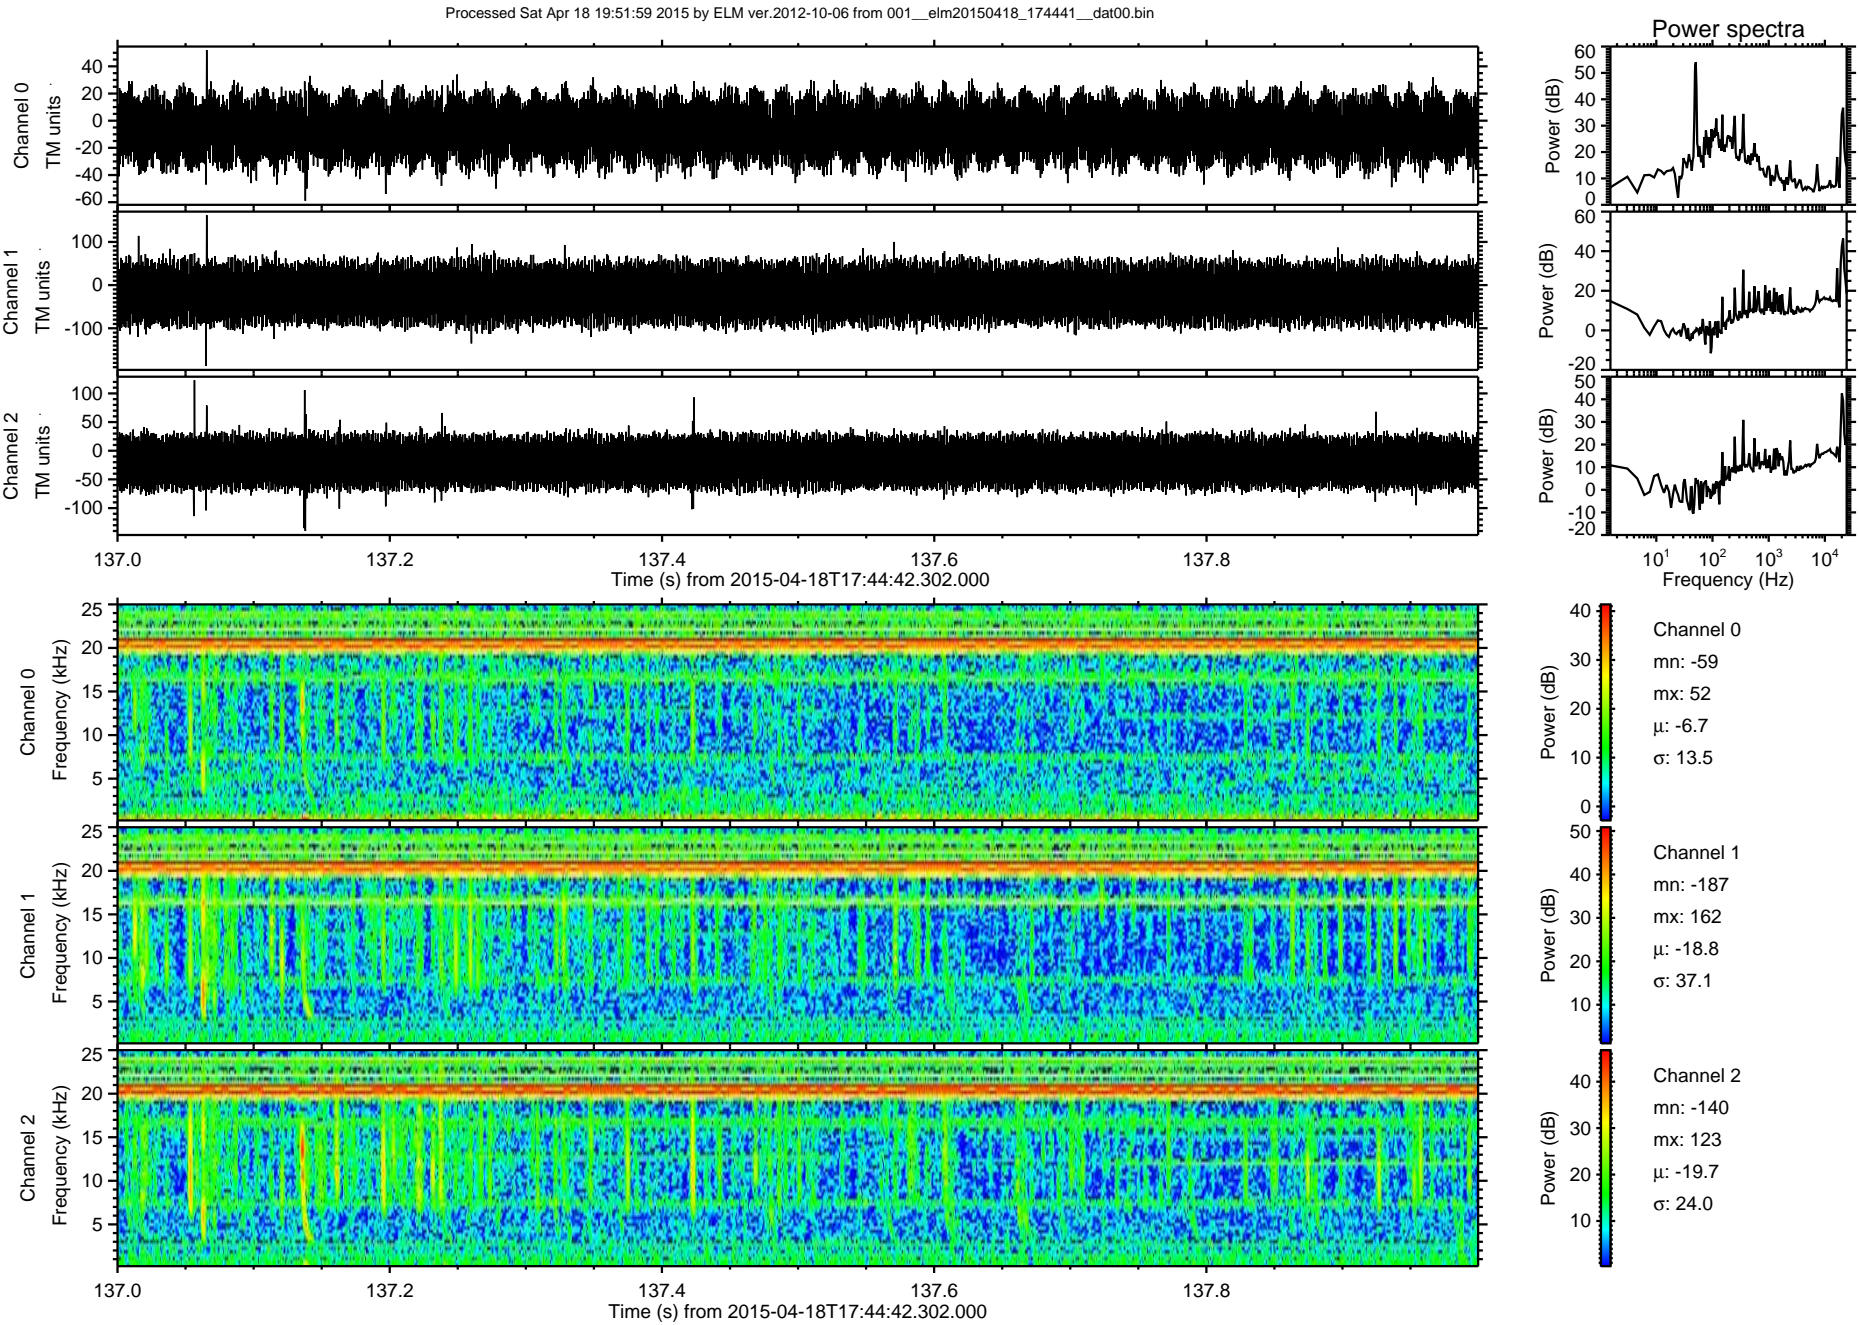 Processed Sat Apr 18 19:51:59 2015 by ELM ver.2012-10-06 from 001__elm20150418_174441__dat00.bin
Power spectra
Channel 0
TM units
40
20
0
-20
-40
-60
Power (dB)
60
50
40
30
20
10
0
Channel 1
TM units
100
0
-100
Power (dB)
60
40
20
0
-20
Channel 2
TM units
100
50
0
-50
-100
Power (dB)
50
40
30
20
10
0
-10
-20
137.0
137.2
137.4
137.6
137.8
Time (s) from 2015-04-18T17:44:42.302.000
10^1
10^2
10^3
10^4
Frequency (Hz)
Channel 0
Frequency (kHz)
25
20
15
10
5
Power (dB)
40
30
20
10
0
Channel 0
mn: -59
mx: 52
μ: -6.7
σ: 13.5
Channel 1
Frequency (kHz)
25
20
15
10
5
Power (dB)
50
40
30
20
10
Channel 1
mn: -187
mx: 162
μ: -18.8
σ: 37.1
Channel 2
Frequency (kHz)
25
20
15
10
5
Power (dB)
40
30
20
10
Channel 2
mn: -140
mx: 123
μ: -19.7
σ: 24.0
137.0
137.2
137.4
137.6
137.8
Time (s) from 2015-04-18T17:44:42.302.000